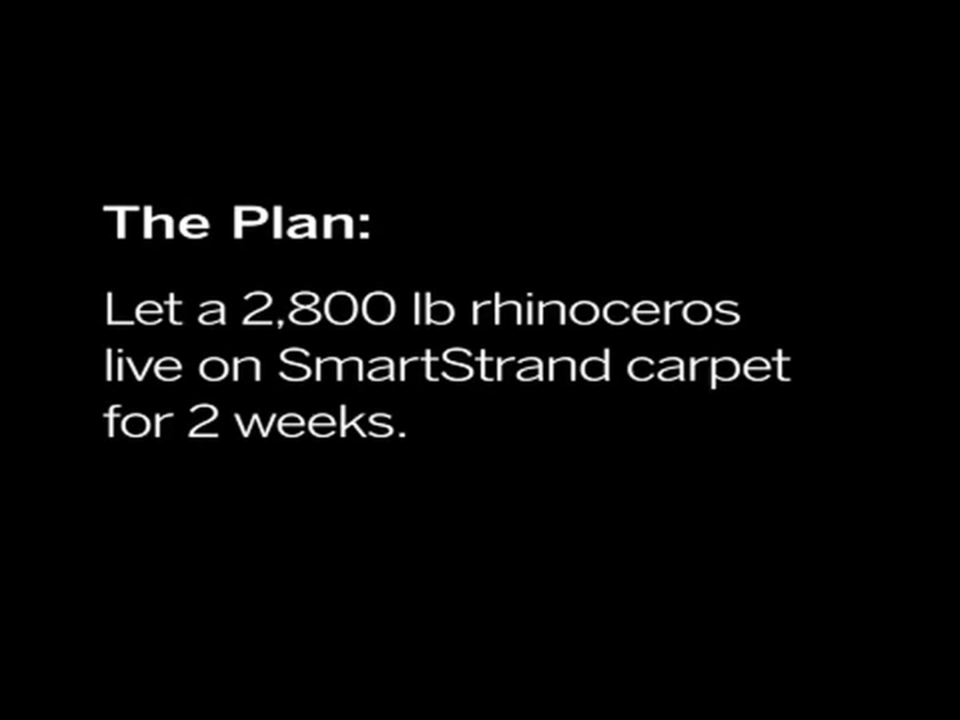 The Plan:
Let a 2,800 lb rhinoceros
live on SmartStrand carpet
for 2 weeks.